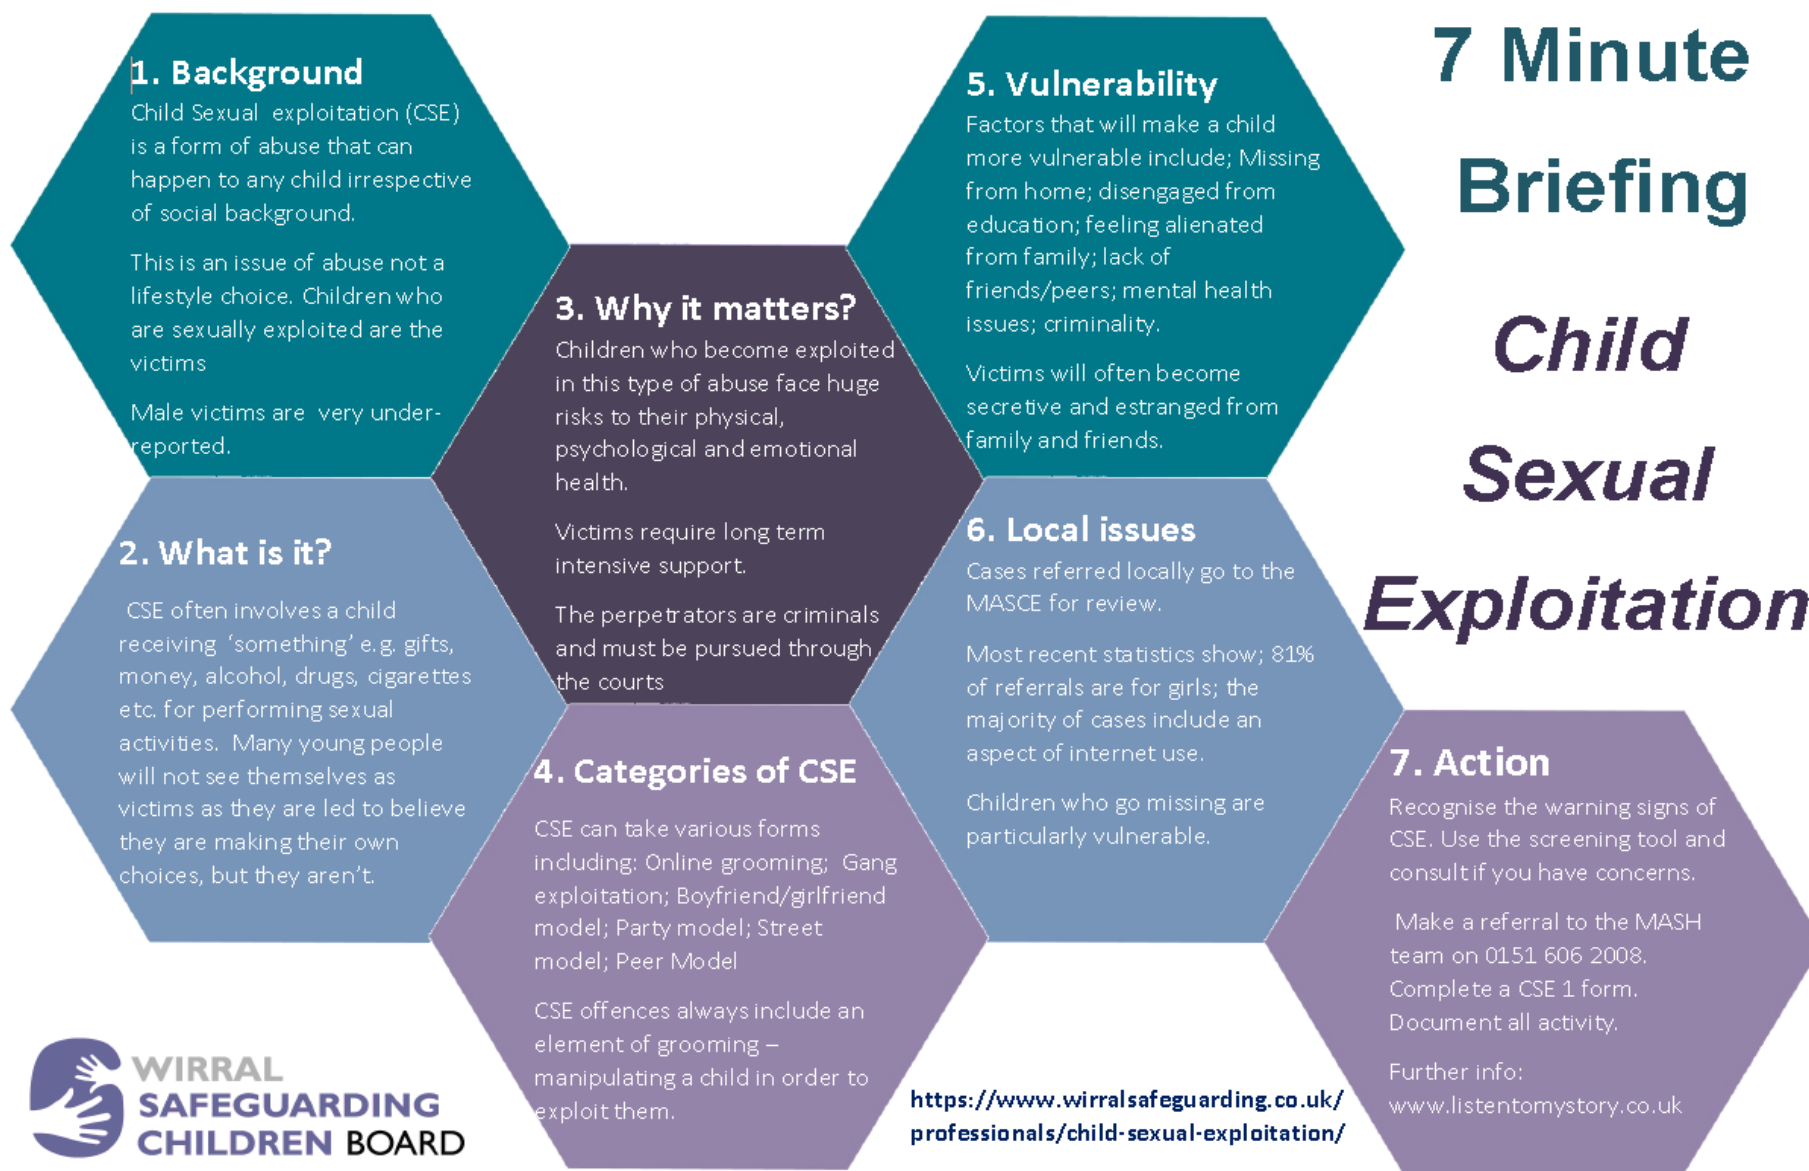 7 Minute
Briefing
Child
Sexual
Exploitation
1. Background
Child Sexual exploitation (CSE)
is a form of abuse that can
happen to any child irrespective
of social background.
This is an issue of abuse not a
lifestyle choice. Children who
are sexually exploited are the
victims
Male victims are very under-
reported.
2. What is it?
CSE often involves a child
receiving ‘something’ e.g. gifts,
money, alcohol, drugs, cigarettes
etc. for performing sexual
activities. Many young people
will not see themselves as
victims as they are led to believe
they are making their own
choices, but they aren’t.
3. Why it matters?
Children who become exploited
in this type of abuse face huge
risks to their physical,
psychological and emotional
health.
Victims require long term
intensive support.
The perpetrators are criminals
and must be pursued through
the courts
4. Categories of CSE
CSE can take various forms
including: Online grooming; Gang
exploitation; Boyfriend/girlfriend
model; Party model; Street
model; Peer Model
CSE offences always include an
element of grooming –
manipulating a child in order to
exploit them.
5. Vulnerability
Factors that will make a child
more vulnerable include; Missing
from home; disengaged from
education; feeling alienated
from family; lack of
friends/peers; mental health
issues; criminality.
Victims will often become
secretive and estranged from
family and friends.
6. Local issues
Cases referred locally go to the
MASCE for review.
Most recent statistics show; 81%
of referrals are for girls; the
majority of cases include an
aspect of internet use.
Children who go missing are
particularly vulnerable.
7. Action
Recognise the warning signs of
CSE. Use the screening tool and
consult if you have concerns.
Make a referral to the MASH
team on 0151 606 2008.
Complete a CSE 1 form.
Document all activity.
Further info:
www.listentomystory.co.uk
WIRRAL
SAFEGUARDING
CHILDREN BOARD
https://www.wirralsafeguarding.co.uk/
professionals/child-sexual-exploitation/